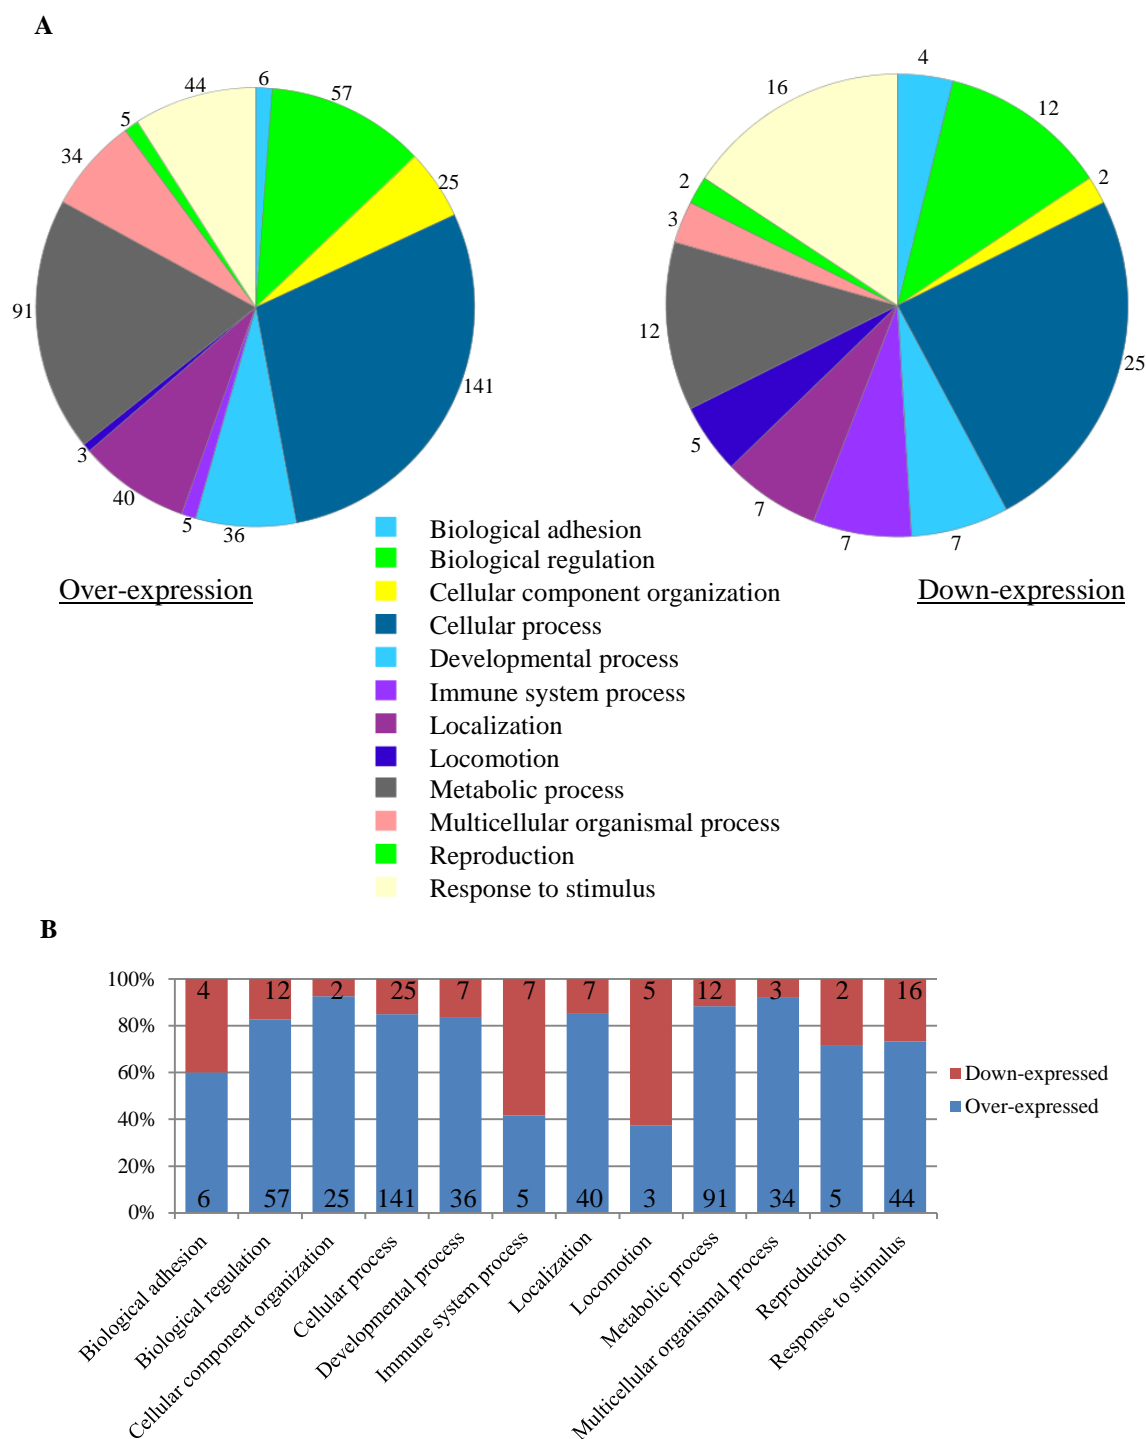 A
44
6
57
5
34
25
91
141
3
40
5
36
Over-expression
4
16
12
2
2
3
12
25
5
7
7
7
Down-expression
Biological adhesion
Biological regulation
Cellular component organization
Cellular process
Developmental process
Immune system process
Localization
Locomotion
Metabolic process
Multicellular organismal process
Reproduction
Response to stimulus
B
100%
80%
60%
40%
20%
0%
4 12 2 25 7 7 7 5 12 3 2 16
6 57 25 141 36 5 40 3 91 34 5 44
Down-expressed
Over-expressed
Biological adhesion
Biological regulation
Cellular component organization
Cellular process
Developmental process
Immune system process
Localization
Locomotion
Metabolic process
Multicellular organismal process
Reproduction
Response to stimulus